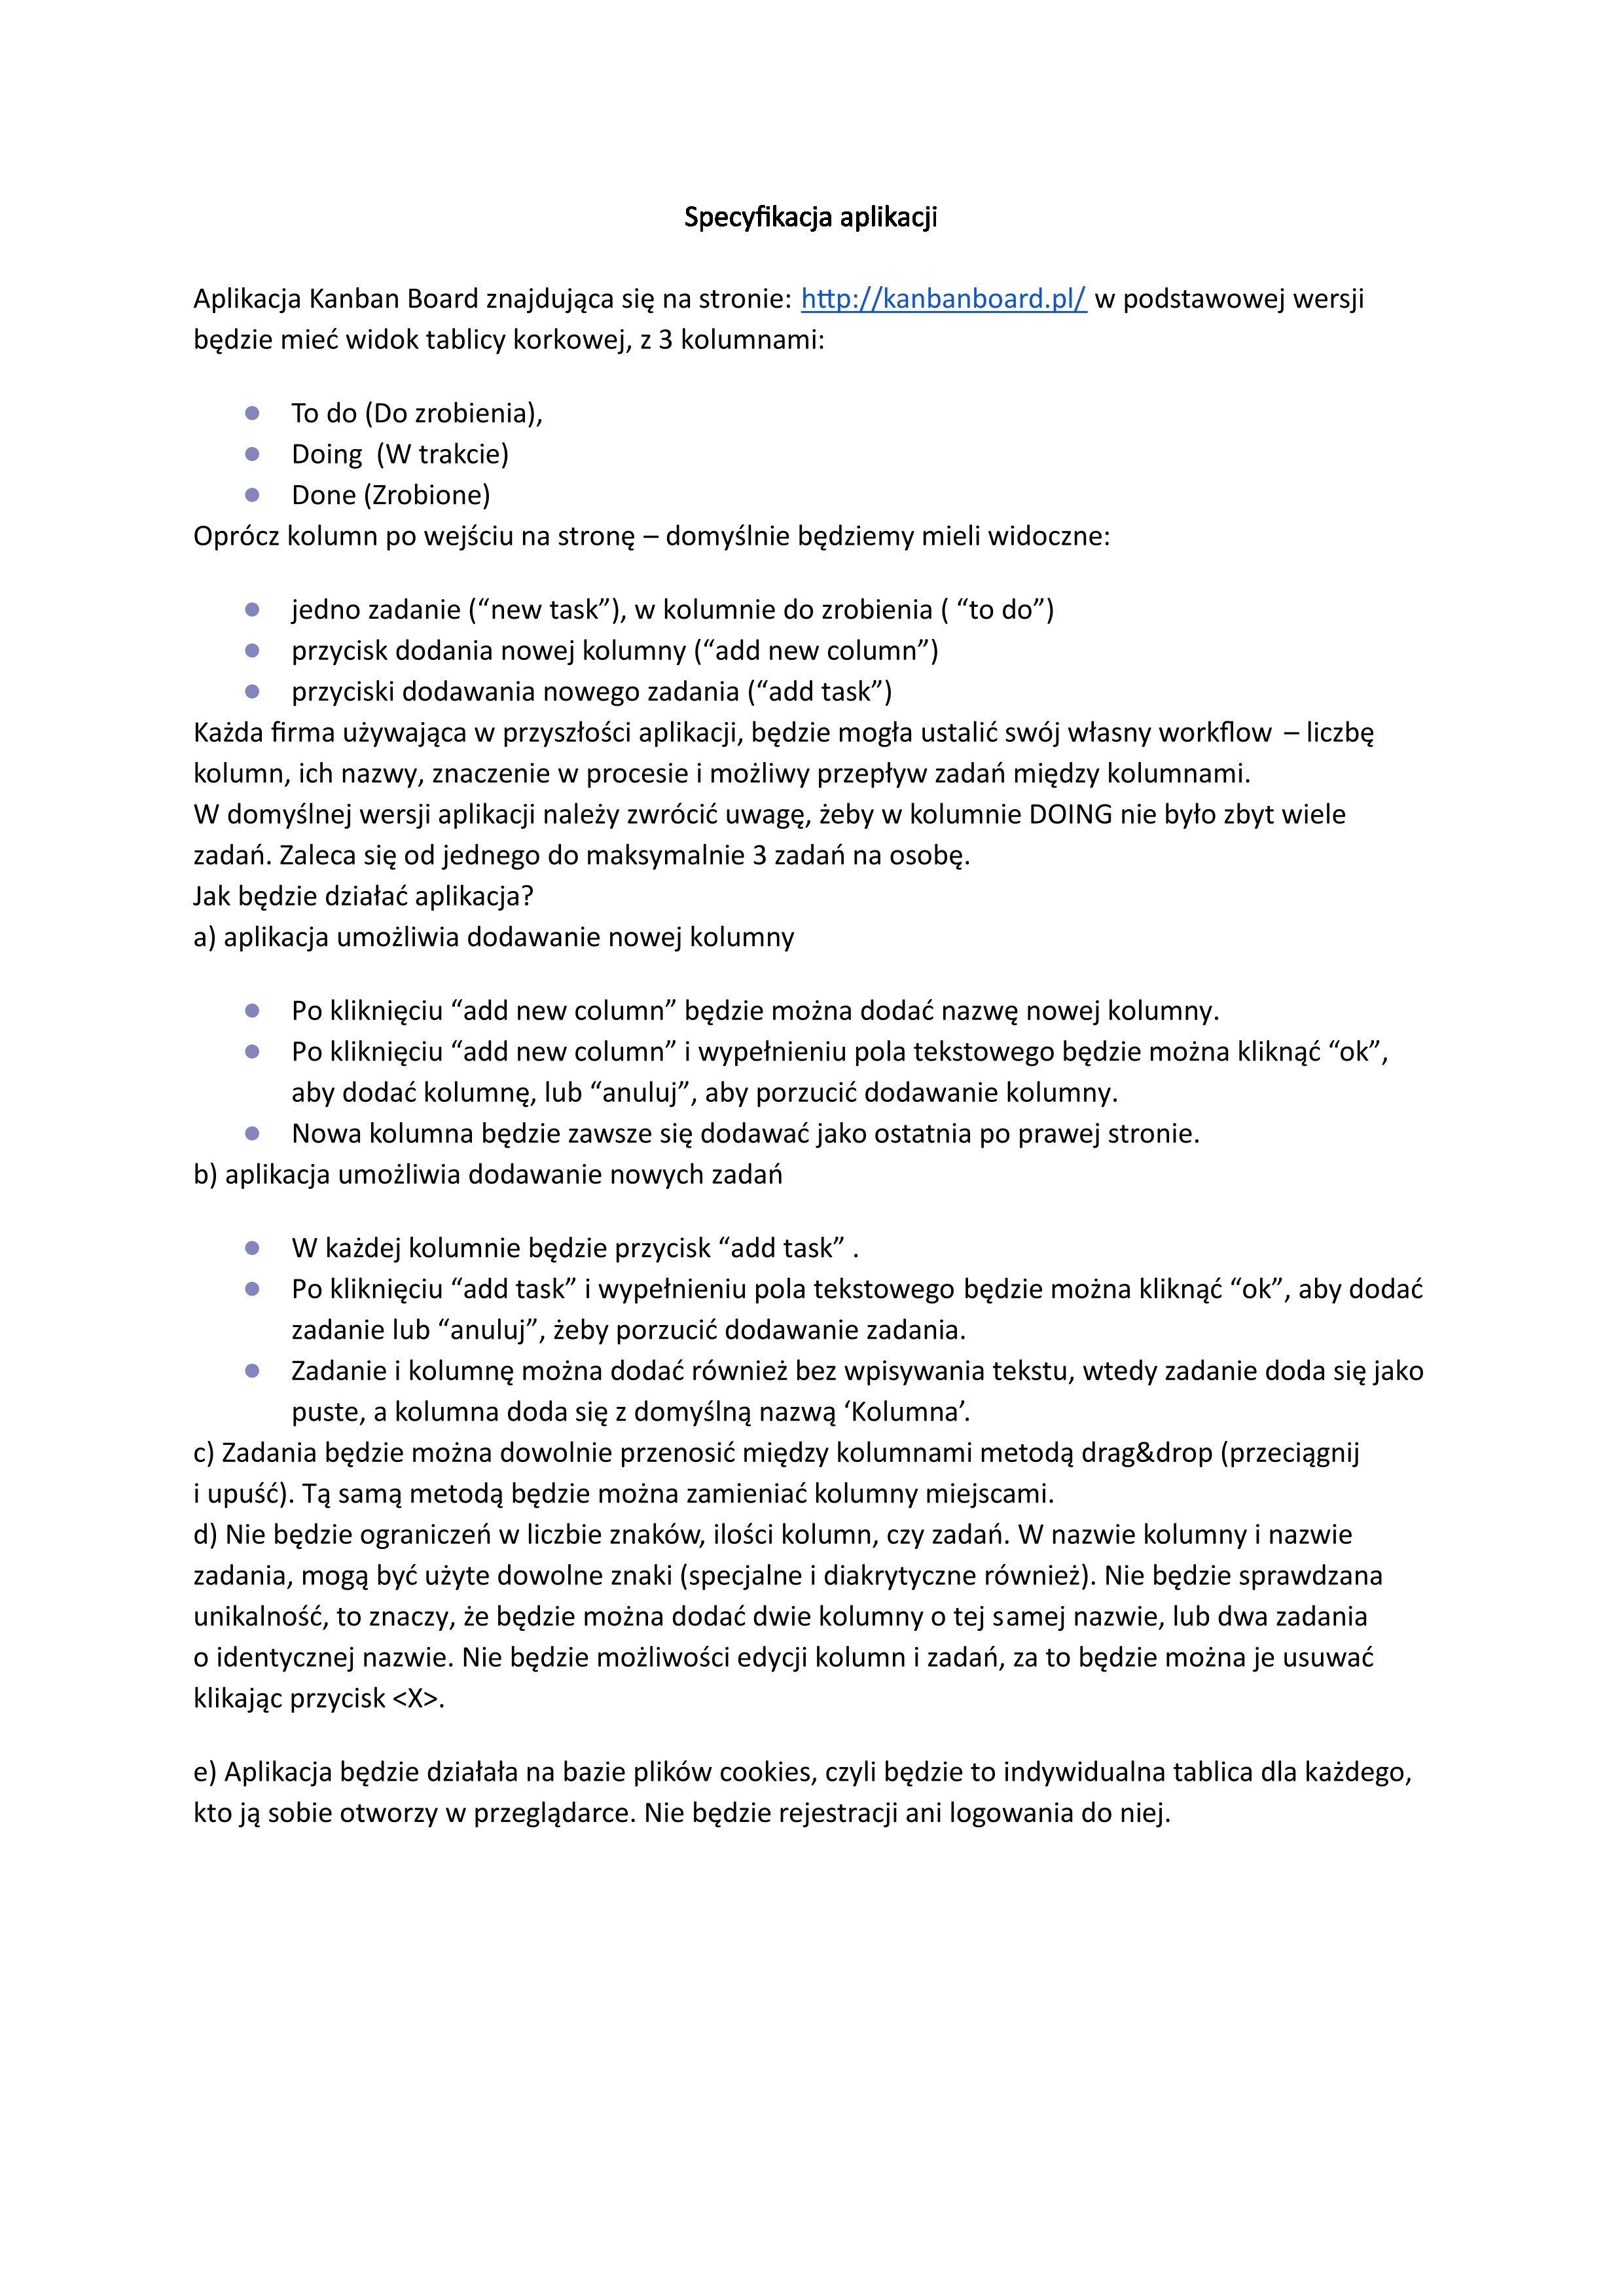 Specyfikacja aplikacji
Aplikacja Kanban Board znajdująca się na stronie: http://kanbanboard.pl/ w podstawowej wersji
będzie mieć widok tablicy korkowej, z 3 kolumnami:
● To do (Do zrobienia),
● Doing (W trakcie)
● Done (Zrobione)
Oprócz kolumn po wejściu na stronę – domyślnie będziemy mieli widoczne:
● jedno zadanie (“new task”), w kolumnie do zrobienia ( “to do”)
● przycisk dodania nowej kolumny (“add new column”)
● przyciski dodawania nowego zadania (“add task”)
Każda firma używająca w przyszłości aplikacji, będzie mogła ustalić swój własny workflow – liczbę
kolumn, ich nazwy, znaczenie w procesie i możliwy przepływ zadań między kolumnami.
W domyślnej wersji aplikacji należy zwrócić uwagę, żeby w kolumnie DOING nie było zbyt wiele
zadań. Zaleca się od jednego do maksymalnie 3 zadań na osobę.
Jak będzie działać aplikacja?
a) aplikacja umożliwia dodawanie nowej kolumny
● Po kliknięciu “add new column” będzie można dodać nazwę nowej kolumny.
● Po kliknięciu “add new column” i wypełnieniu pola tekstowego będzie można kliknąć “ok”,
aby dodać kolumnę, lub “anuluj”, aby porzucić dodawanie kolumny.
● Nowa kolumna będzie zawsze się dodawać jako ostatnia po prawej stronie.
b) aplikacja umożliwia dodawanie nowych zadań
● W każdej kolumnie będzie przycisk “add task” .
● Po kliknięciu “add task” i wypełnieniu pola tekstowego będzie można kliknąć “ok”, aby dodać
zadanie lub “anuluj”, żeby porzucić dodawanie zadania.
● Zadanie i kolumnę można dodać również bez wpisywania tekstu, wtedy zadanie doda się jako
puste, a kolumna doda się z domyślną nazwą ‘Kolumna’.
c) Zadania będzie można dowolnie przenosić między kolumnami metodą drag&drop (przeciągnij
i upuść). Tą samą metodą będzie można zamieniać kolumny miejscami.
d) Nie będzie ograniczeń w liczbie znaków, ilości kolumn, czy zadań. W nazwie kolumny i nazwie
zadania, mogą być użyte dowolne znaki (specjalne i diakrytyczne również). Nie będzie sprawdzana
unikalność, to znaczy, że będzie można dodać dwie kolumny o tej samej nazwie, lub dwa zadania
o identycznej nazwie. Nie będzie możliwości edycji kolumn i zadań, za to będzie można je usuwać
klikając przycisk <X>.
e) Aplikacja będzie działała na bazie plików cookies, czyli będzie to indywidualna tablica dla każdego,
kto ją sobie otworzy w przeglądarce. Nie będzie rejestracji ani logowania do niej.